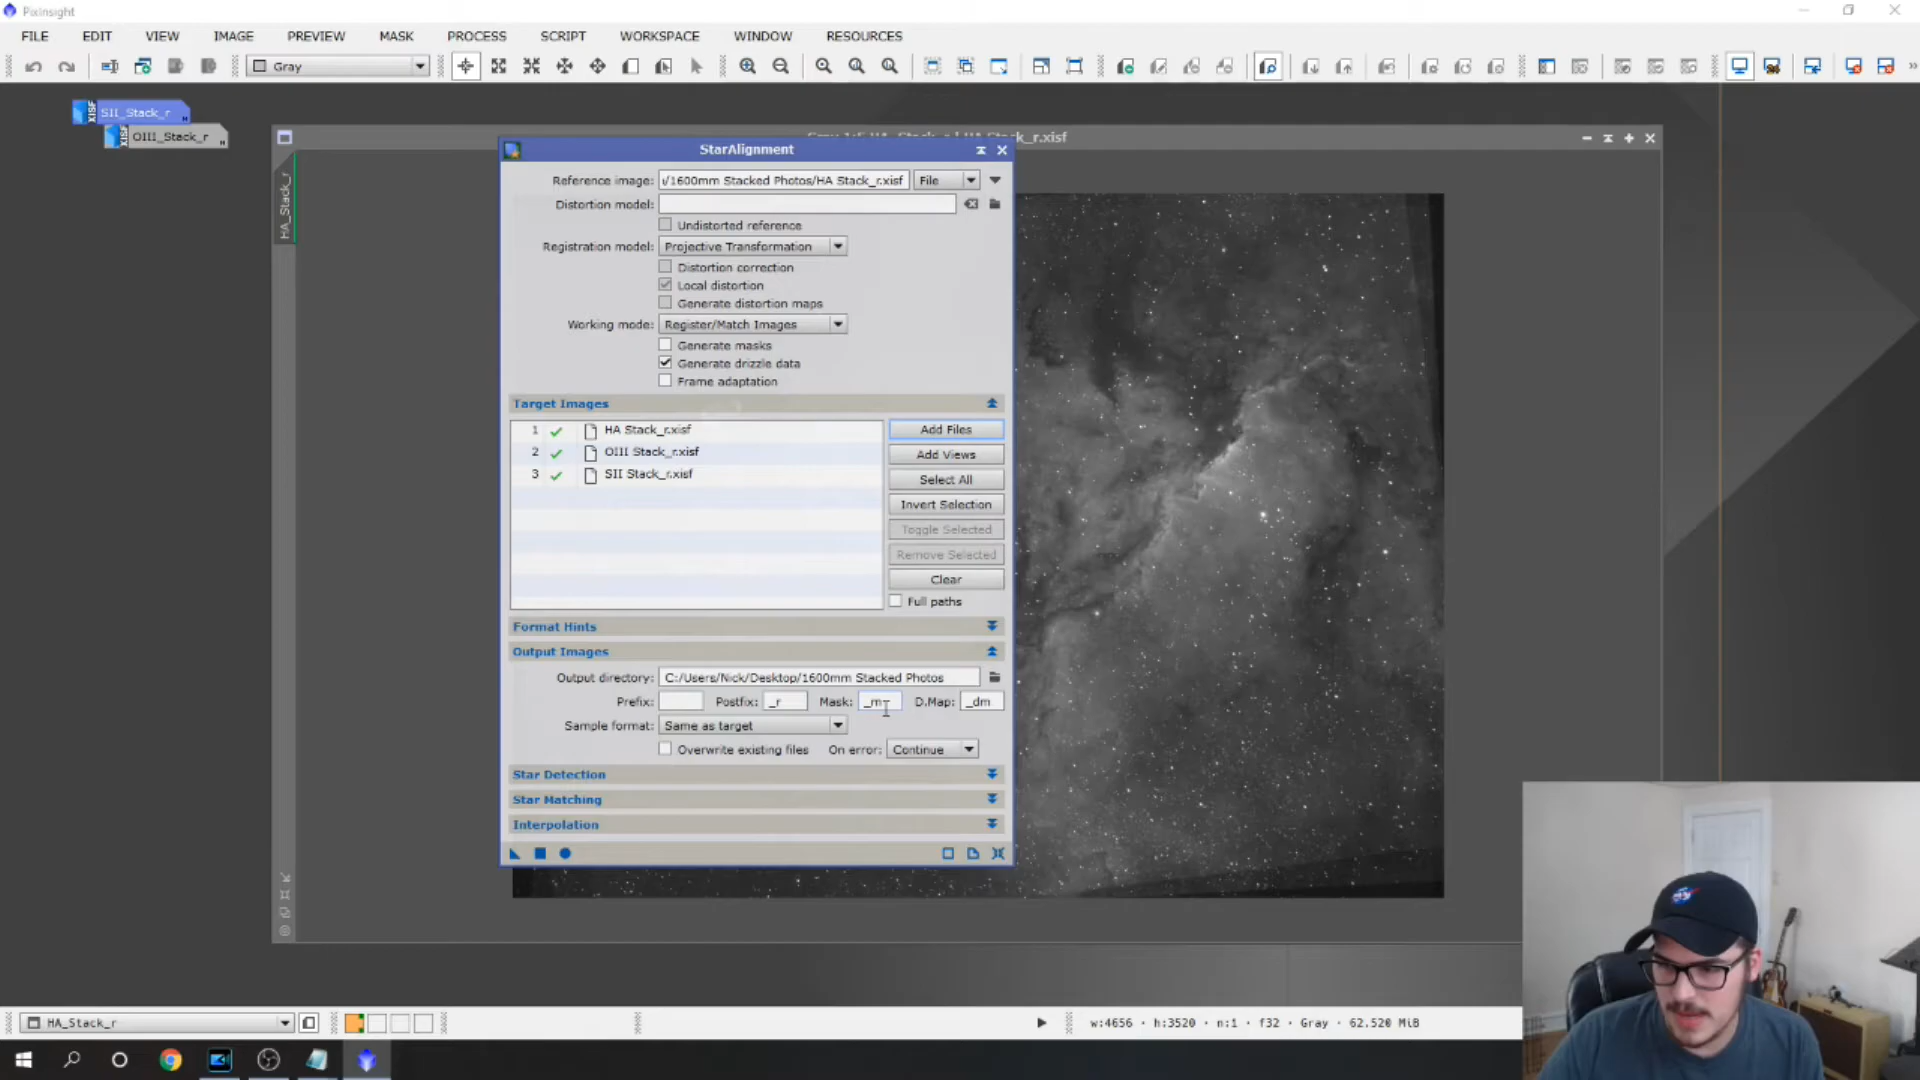 PixInsight
FILE EDIT VIEW IMAGE PREVIEW MASK PROCESS SCRIPT WORKSPACE WINDOW RESOURCES
Gray
SII_Stack_r
OIII_Stack_r
HA_Stack_r
StarAlignment
Reference image: 1600mm Stacked Photos/HA Stack_r.xisf File
Distortion model:
Undistorted reference
Registration model: Projective Transformation
Distortion correction
Local distortion
Generate distortion maps
Working mode: Register/Match Images
Generate masks
Generate drizzle data
Frame adaptation
Target Images
1 HA Stack_r.xisf
2 OIII Stack_r.xisf
3 SII Stack_r.xisf
Add Files
Add Views
Select All
Invert Selection
Toggle Selected
Remove Selected
Clear
Full paths
Format Hints
Output Images
Output directory: C:/Users/Nick/Desktop/1600mm Stacked Photos
Prefix: Postfix: _r Mask: _m D.Map: _dm
Sample format: Same as target
Overwrite existing files On error: Continue
Star Detection
Star Matching
Interpolation
HA_Stack_r
w:4656 · h:3520 · n:1 · f32 · Gray · 62.520 MiB